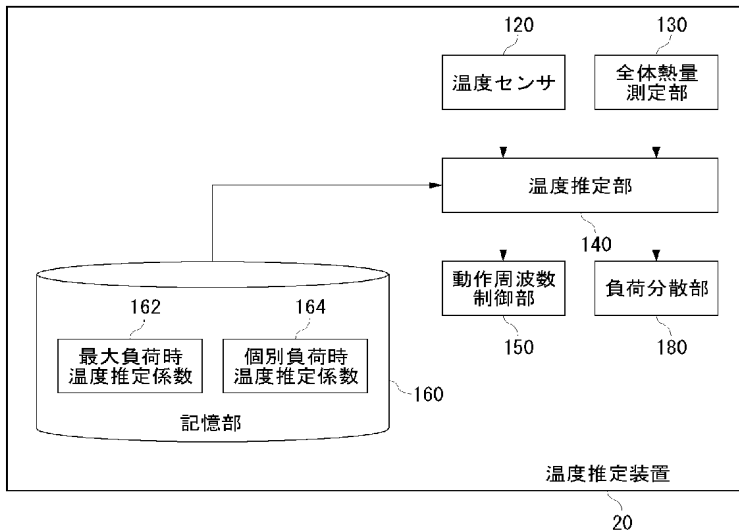 120
130
温度センサ
全体熱量
測定部
温度推定部
140
動作周波数
制御部
負荷分散部
150
180
162
164
最大負荷時
温度推定係数
個別負荷時
温度推定係数
160
記憶部
温度推定装置
20